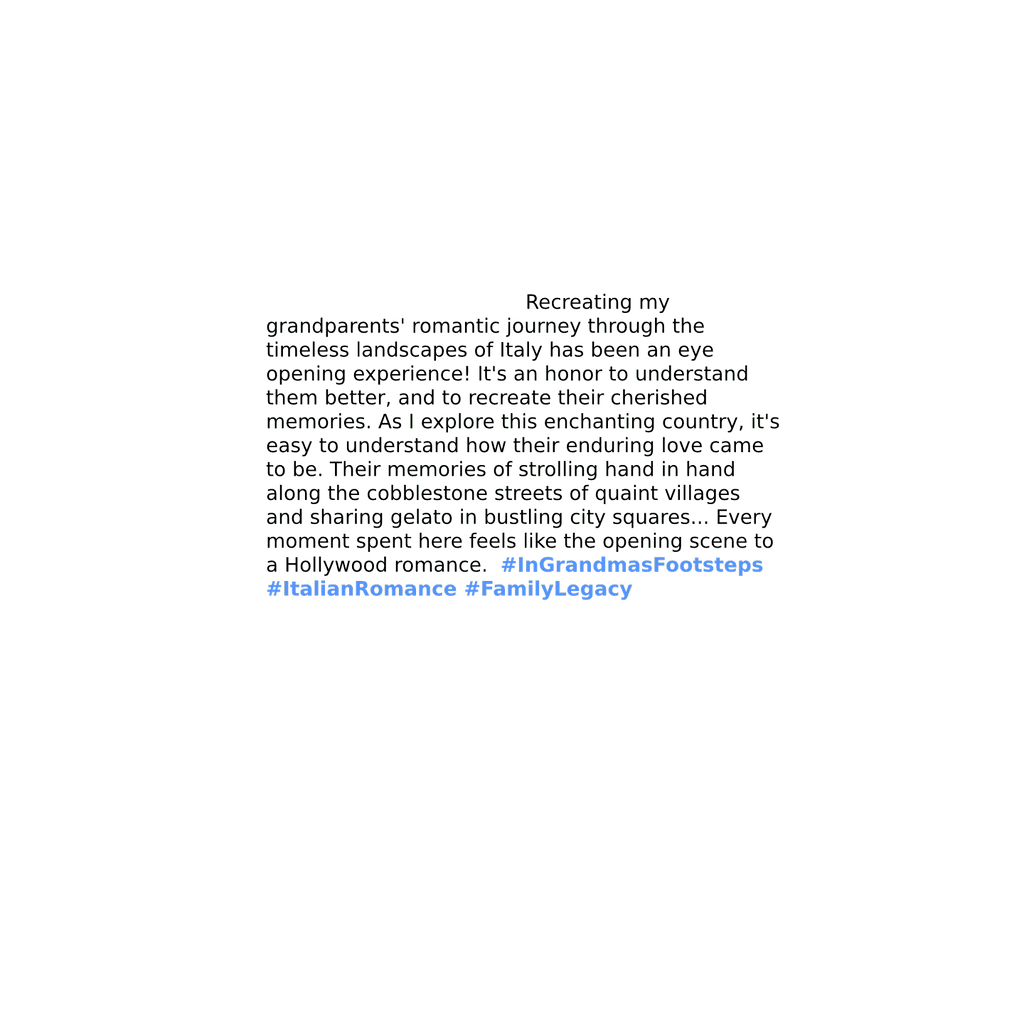 Recreating my
grandparents' romantic journey through the
timeless landscapes of Italy has been an eye
opening experience! It's an honor to understand
them better, and to recreate their cherished
memories. As I explore this enchanting country, it's
easy to understand how their enduring love came
to be. Their memories of strolling hand in hand
along the cobblestone streets of quaint villages
and sharing gelato in bustling city squares... Every
moment spent here feels like the opening scene to
a Hollywood romance.  #InGrandmasFootsteps
#ItalianRomance #FamilyLegacy